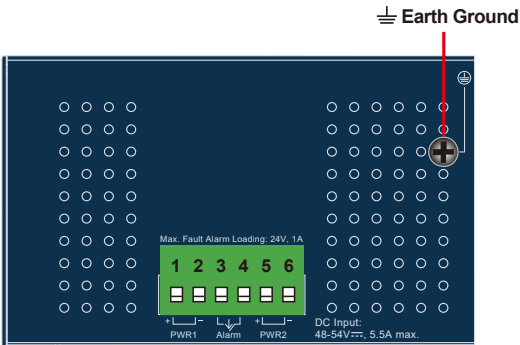 Earth Ground
Max. Fault Alarm Loading: 24V, 1A
1 2 3 4 5 6
+ − + −
PWR1 Alarm PWR2
DC Input:
48-54V⎓, 5.5A max.